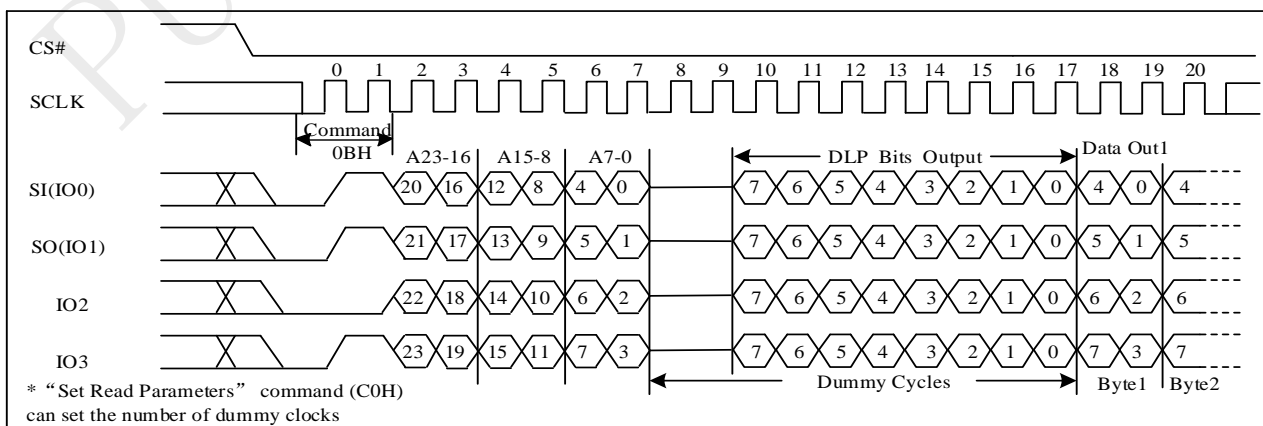 CS#
0 1 2 3 4 5 6 7 8 9 10 11 12 13 14 15 16 17 18 19 20
SCLK
Command
0BH
A23-16 A15-8 A7-0 DLP Bits Output Data Out1
SI(IO0) 20 16 12 8 4 0 7 6 5 4 3 2 1 0 4 0 4
SO(IO1) 21 17 13 9 5 1 7 6 5 4 3 2 1 0 5 1 5
IO2 22 18 14 10 6 2 7 6 5 4 3 2 1 0 6 2 6
IO3 23 19 15 11 7 3 7 6 5 4 3 2 1 0 7 3 7
Dummy Cycles Byte1 Byte2
* “Set Read Parameters” command (C0H)
can set the number of dummy clocks